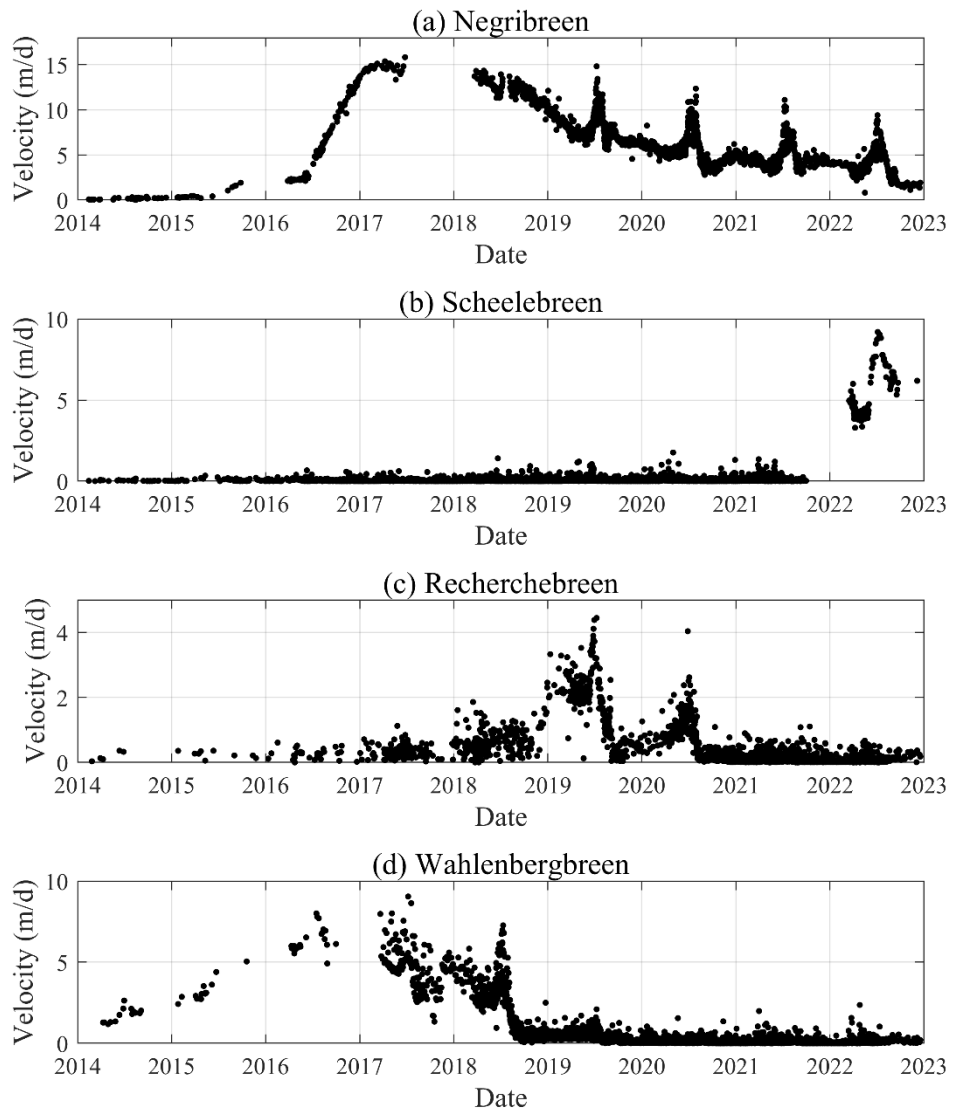 (a) Negribreen
Velocity (m/d)
15
10
5
0
2014 2015 2016 2017 2018 2019 2020 2021 2022 2023
Date
(b) Scheelebreen
Velocity (m/d)
10
5
0
2014 2015 2016 2017 2018 2019 2020 2021 2022 2023
Date
(c) Recherchebreen
Velocity (m/d)
4
2
0
2014 2015 2016 2017 2018 2019 2020 2021 2022 2023
Date
(d) Wahlenbergbreen
Velocity (m/d)
10
5
0
2014 2015 2016 2017 2018 2019 2020 2021 2022 2023
Date